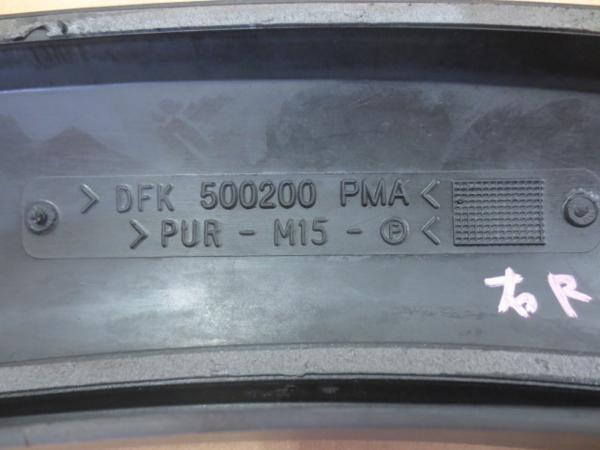 > DFK 500200 PMA <
> PUR - M15 - Ⓟ <
右R